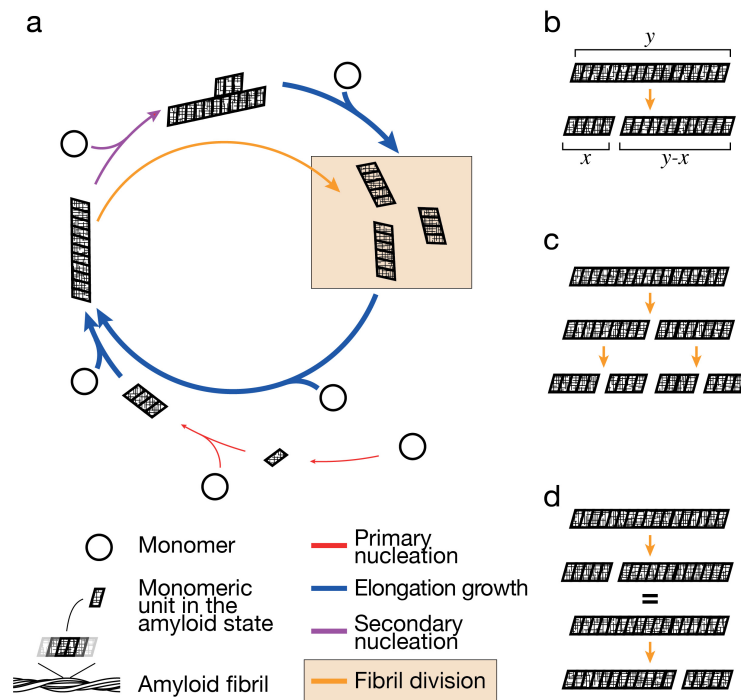 a
b
y
x
y-x
c
d
=
Monomer
Monomeric
unit in the
amyloid state
Amyloid fibril
Primary
nucleation
Elongation growth
Secondary
nucleation
Fibril division